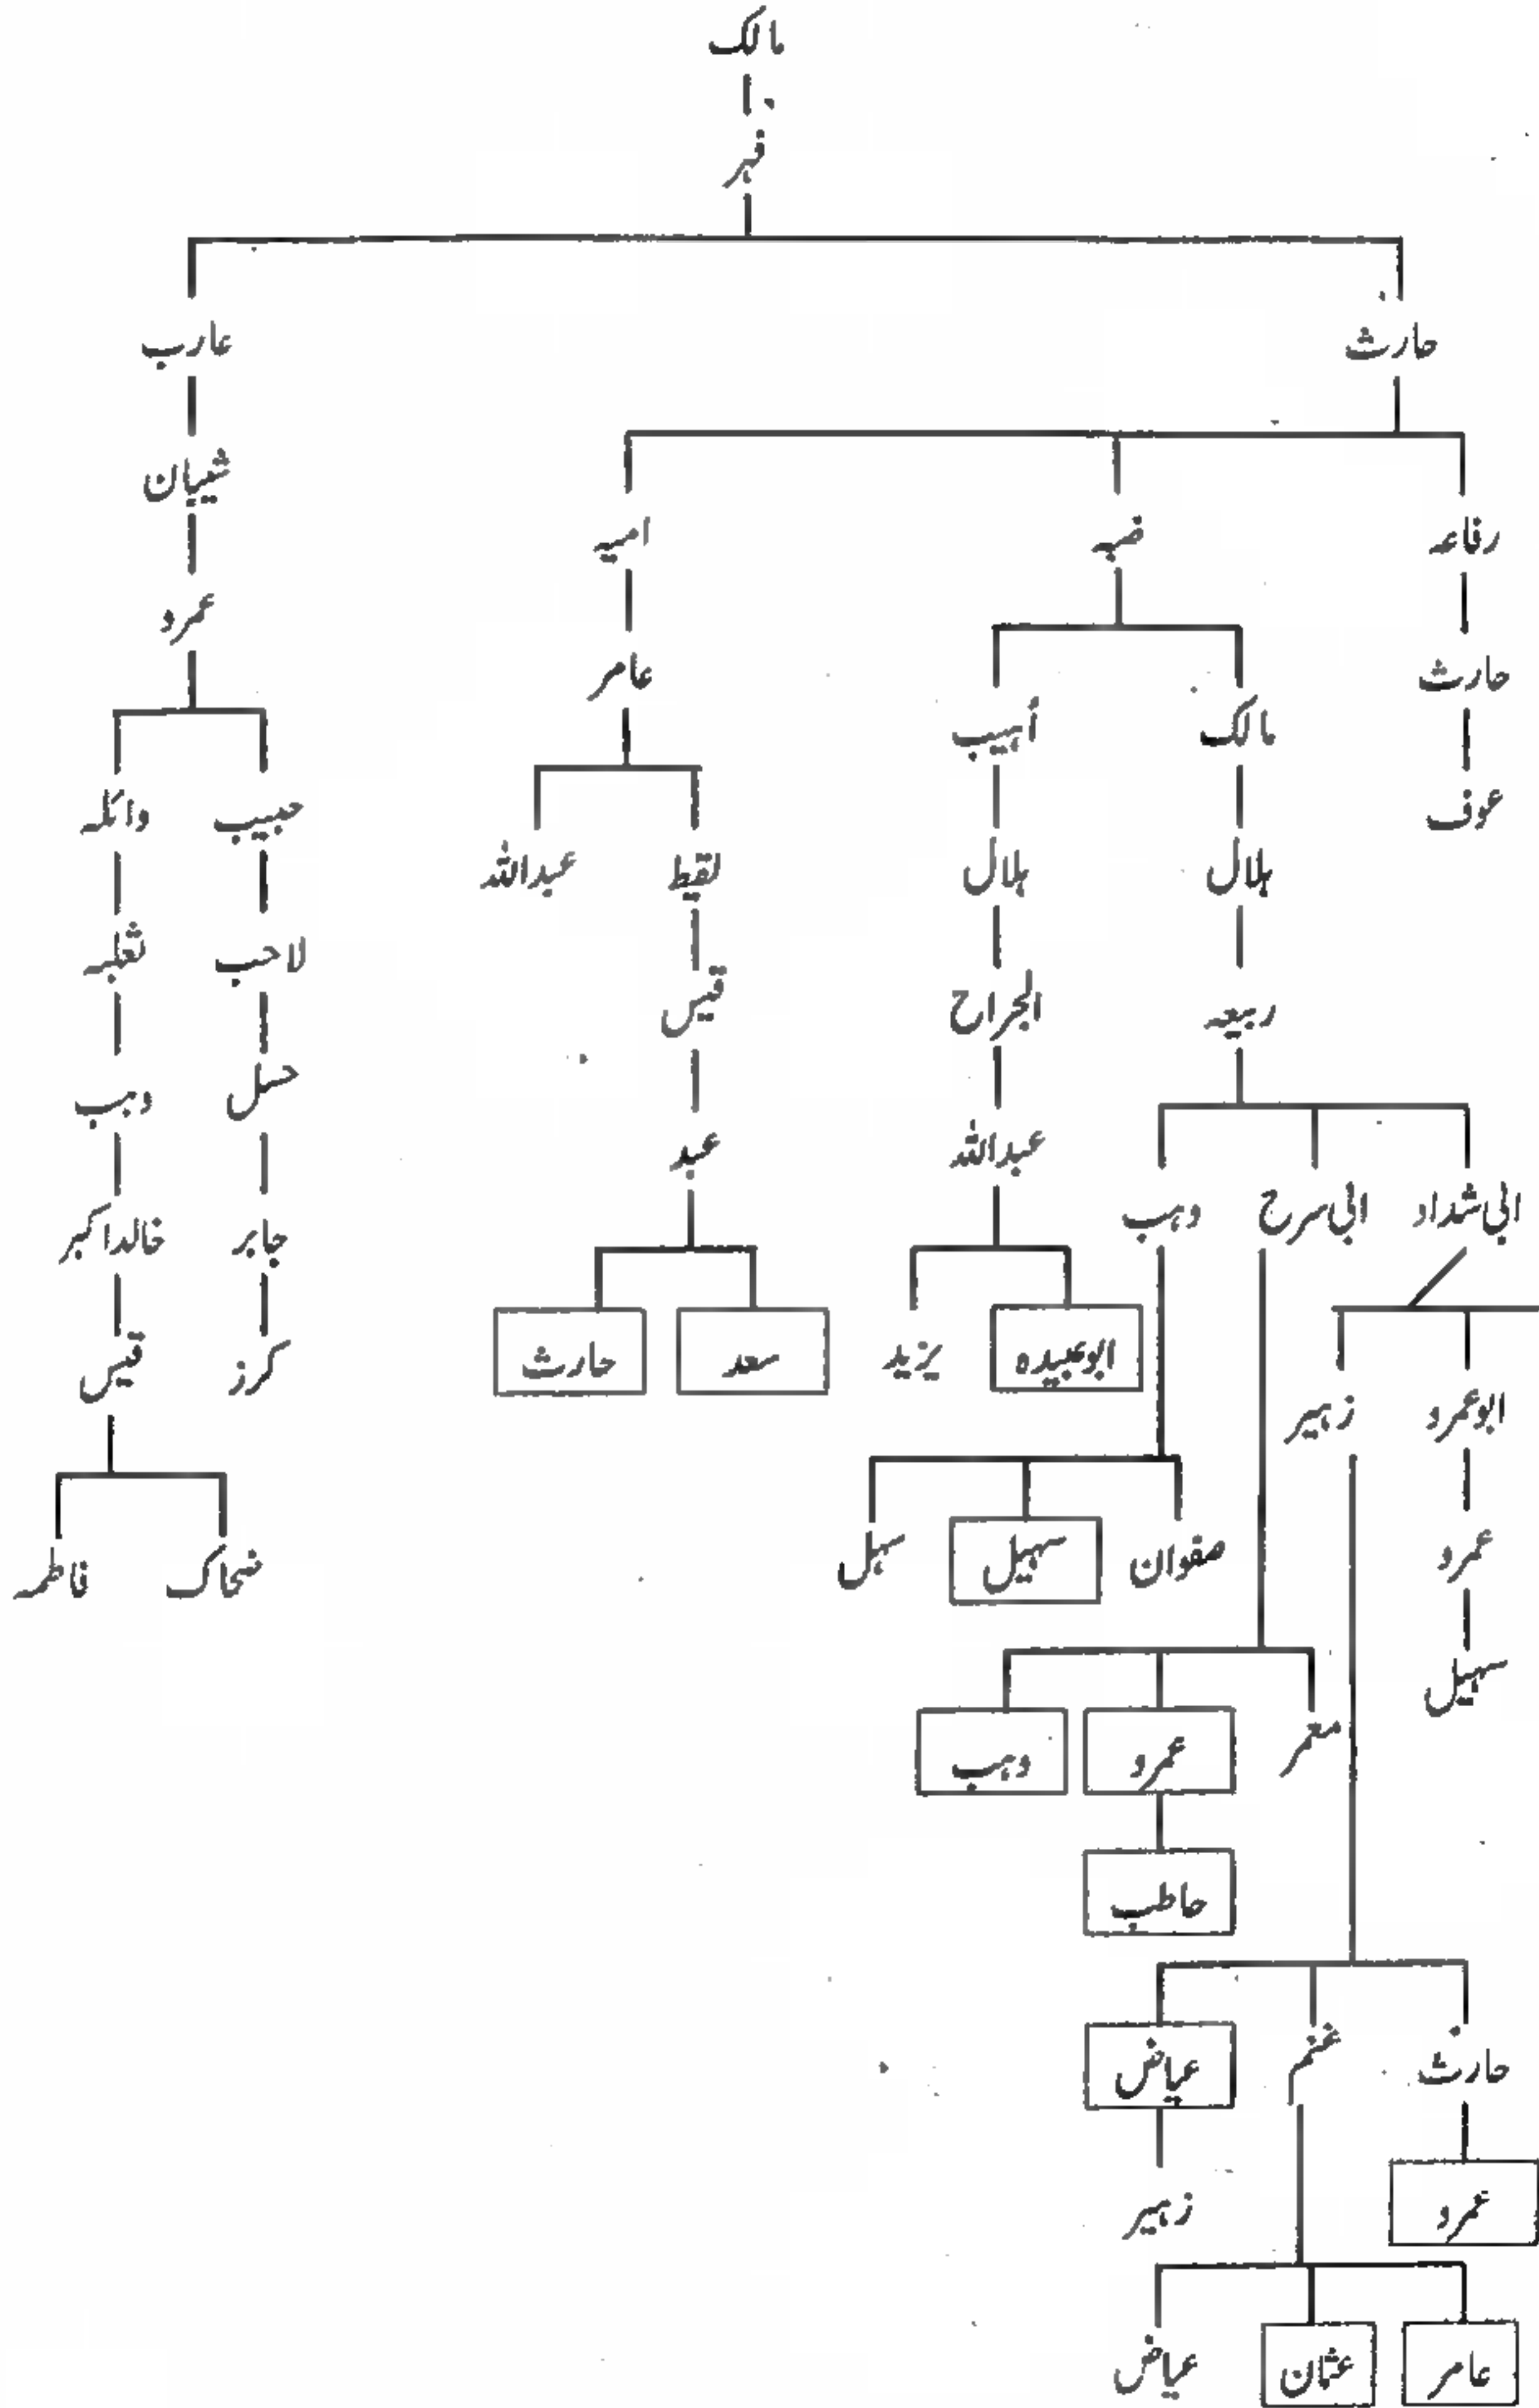 مالک
فہر
حارث عارب
شیبان
رفاعہ ضبہ امیہ
عمرو
حارث عامر
مالک اُہیب
عوف حبیب وائلہ
ہلال ہلال لقیط عبداللہ
لاحب ثعلبہ
ربیعہ الجراح قیس
حسل وہب
عبداللہ عبد
ابی شداد ابی سرح وہب
جابر خالد اکبر
ابوعبیدہ یزید سعد حارث
کرز قیس
ابوعمرو زہیر
عمرو صفوان سہیل سہل
ضحاک فاطمہ
سہیل
معمر عمرو وہب
حاطب
حارث غنم عیاض
عمرو زہیر
عامر عثمان عیاض